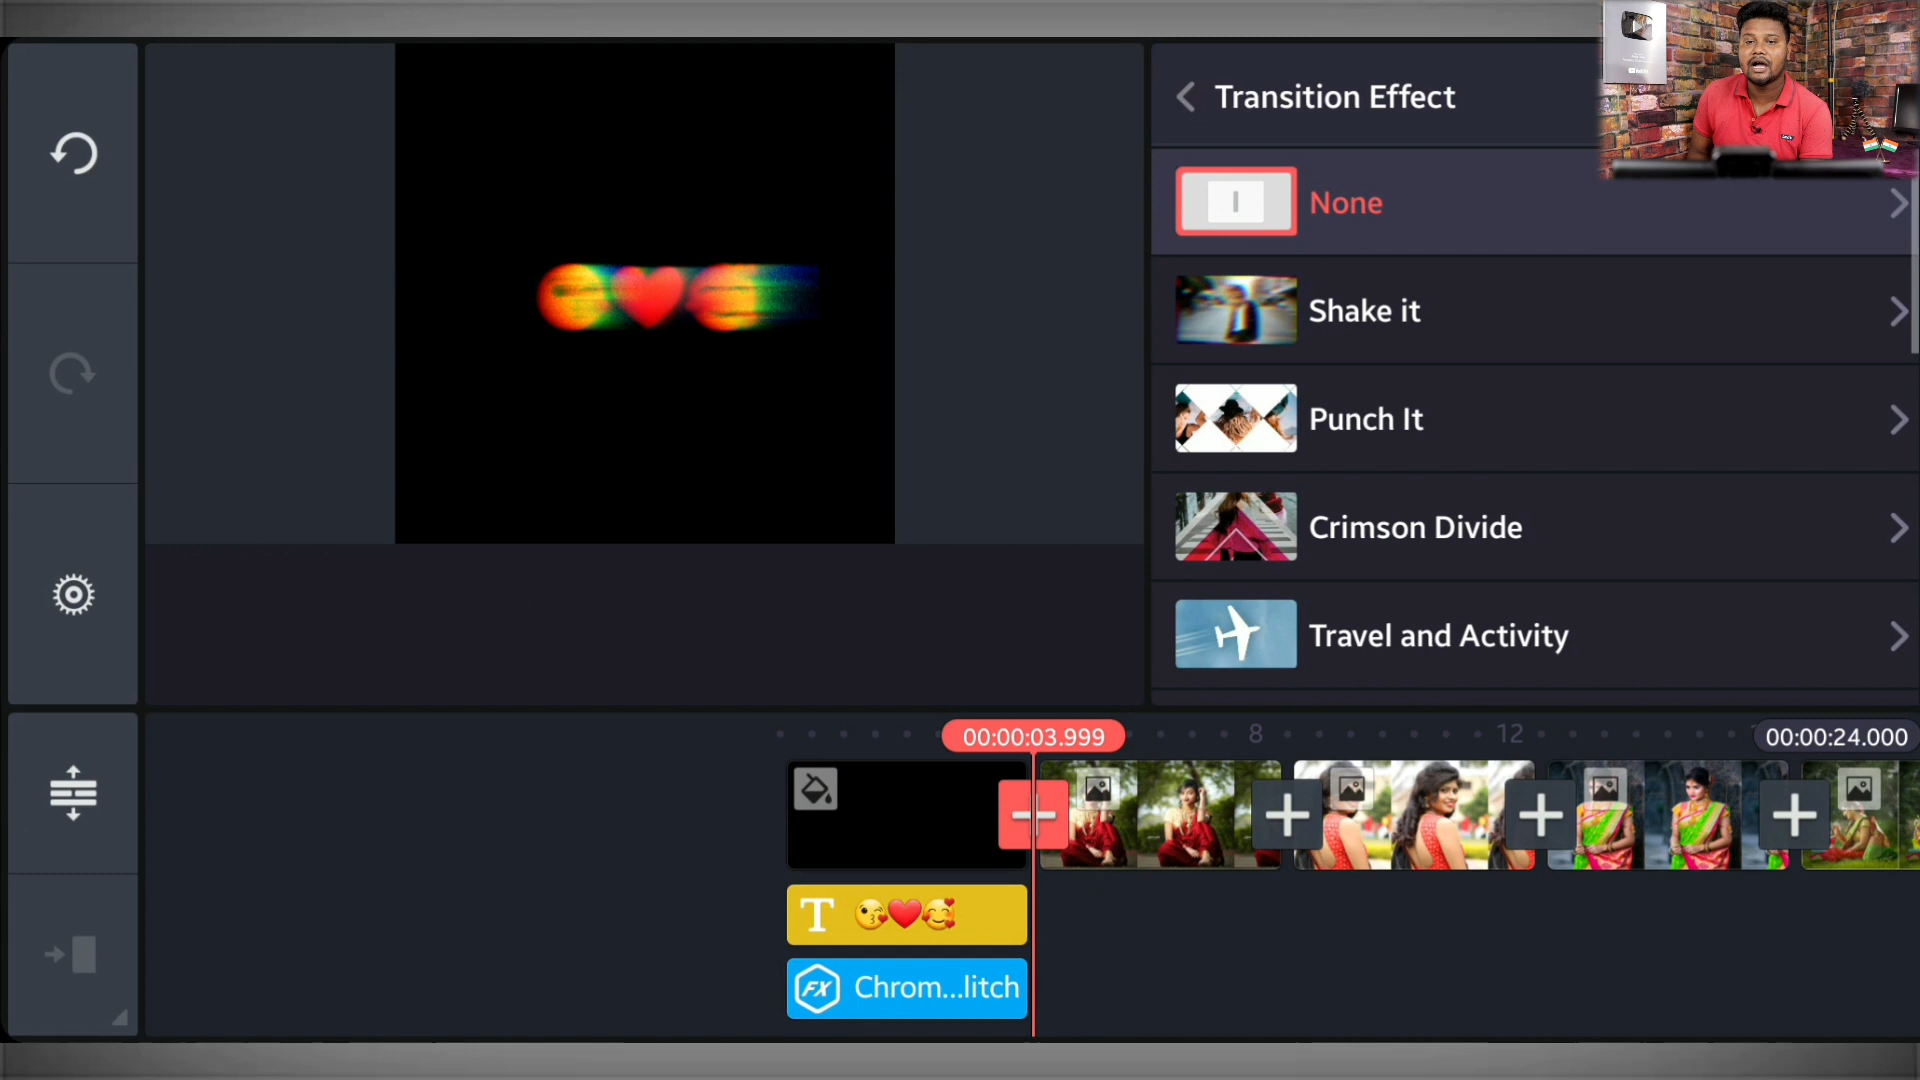 Transition Effect
None
Shake it
Punch It
Crimson Divide
Travel and Activity
00:00:03.999
8
12
00:00:24.000
T 😘❤️🥰
FX Chrom...litch